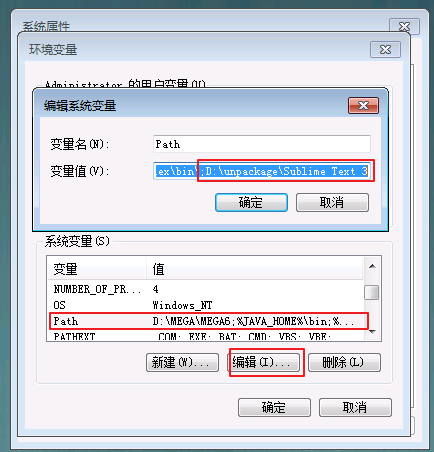 系统属性
环境变量
Administrator 的用户变量(U)
编辑系统变量
变量名(N):
Path
变量值(V):
.ex\bin\;D:\unpackage\Sublime Text 3
确定
取消
系统变量(S)
变量 值
NUMBER_OF_PR... 4
OS Windows_NT
Path D:\MEGA\MEGA6;%JAVA_HOME%\bin;%...
PATHEXT .COM;.EXE;.BAT;.CMD;.VBS;.VBE;
新建(W)... 编辑(I)... 删除(L)
确定 取消